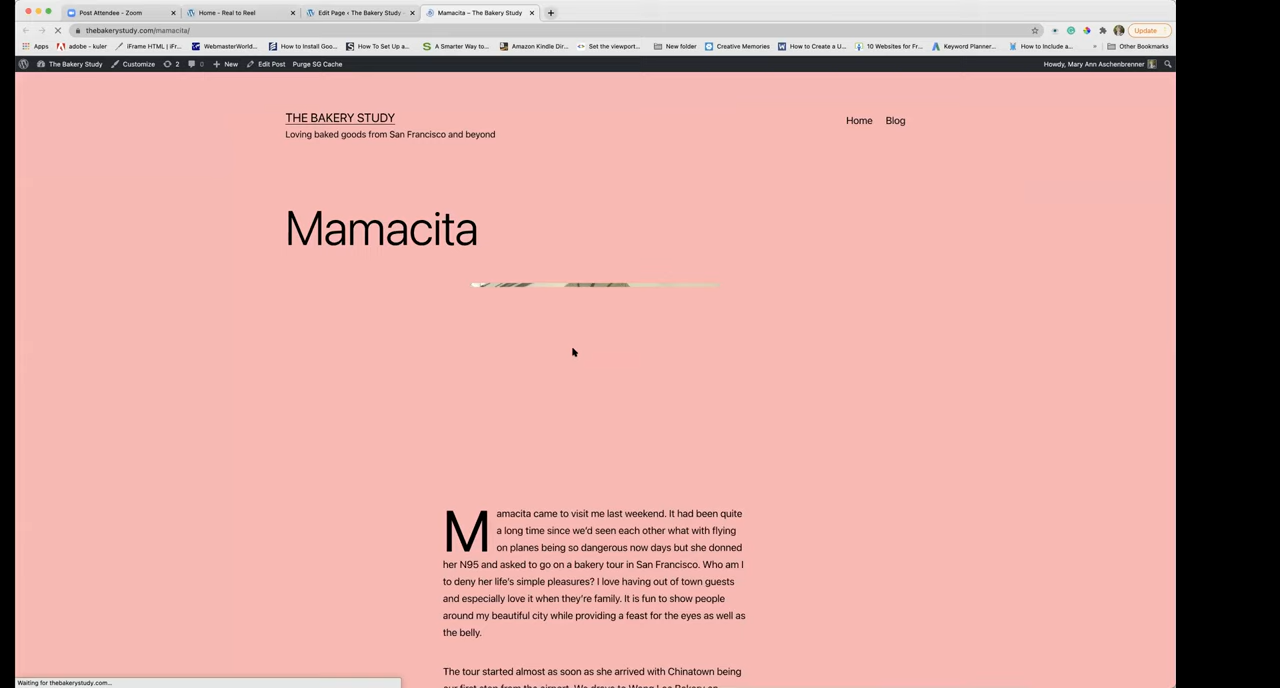 Post Attendee - Zoom
Home - Real to Reel
Edit Page < The Bakery Study
Mamacita – The Bakery Study
thebakerystudy.com/mamacita/
Update
Apps
adobe - kuler
iFrame HTML | iFr...
WebmasterWorld...
How to Install Goo...
How To Set Up a...
A Smarter Way to...
Amazon Kindle Dir...
Set the viewport...
New folder
Creative Memories
How to Create a U...
10 Websites for Fr...
Keyword Planner...
How to Include a...
»
Other Bookmarks
The Bakery Study
Customize
2
0
New
Edit Post
Purge SG Cache
Howdy, Mary Ann Aschenbrenner
THE BAKERY STUDY
Loving baked goods from San Francisco and beyond
Home
Blog
Mamacita
Mamacita came to visit me last weekend. It had been quite
a long time since we'd seen each other what with flying
on planes being so dangerous now days but she donned
her N95 and asked to go on a bakery tour in San Francisco. Who am I
to deny her life's simple pleasures? I love having out of town guests
and especially love it when they're family. It is fun to show people
around my beautiful city while providing a feast for the eyes as well as
the belly.
The tour started almost as soon as she arrived with Chinatown being
Waiting for thebakerystudy.com...